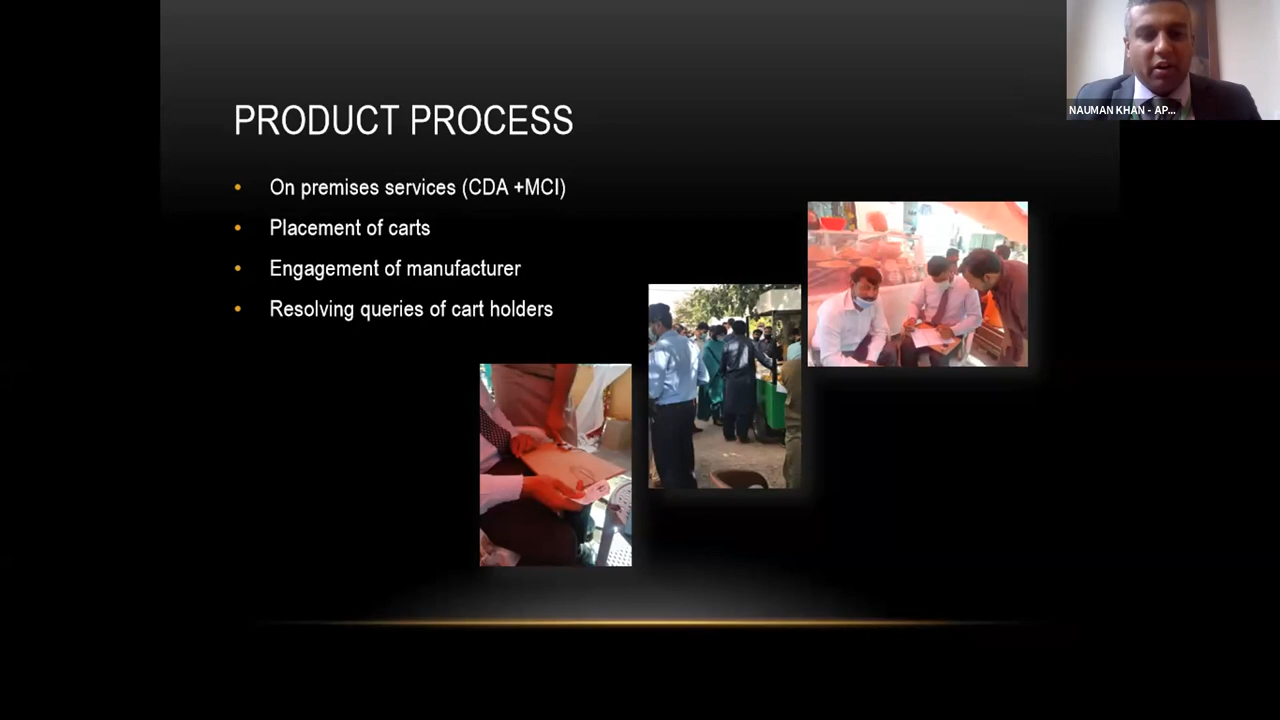 PRODUCT PROCESS
• On premises services (CDA +MCI)
• Placement of carts
• Engagement of manufacturer
• Resolving queries of cart holders
NAUMAN KHAN - AP...